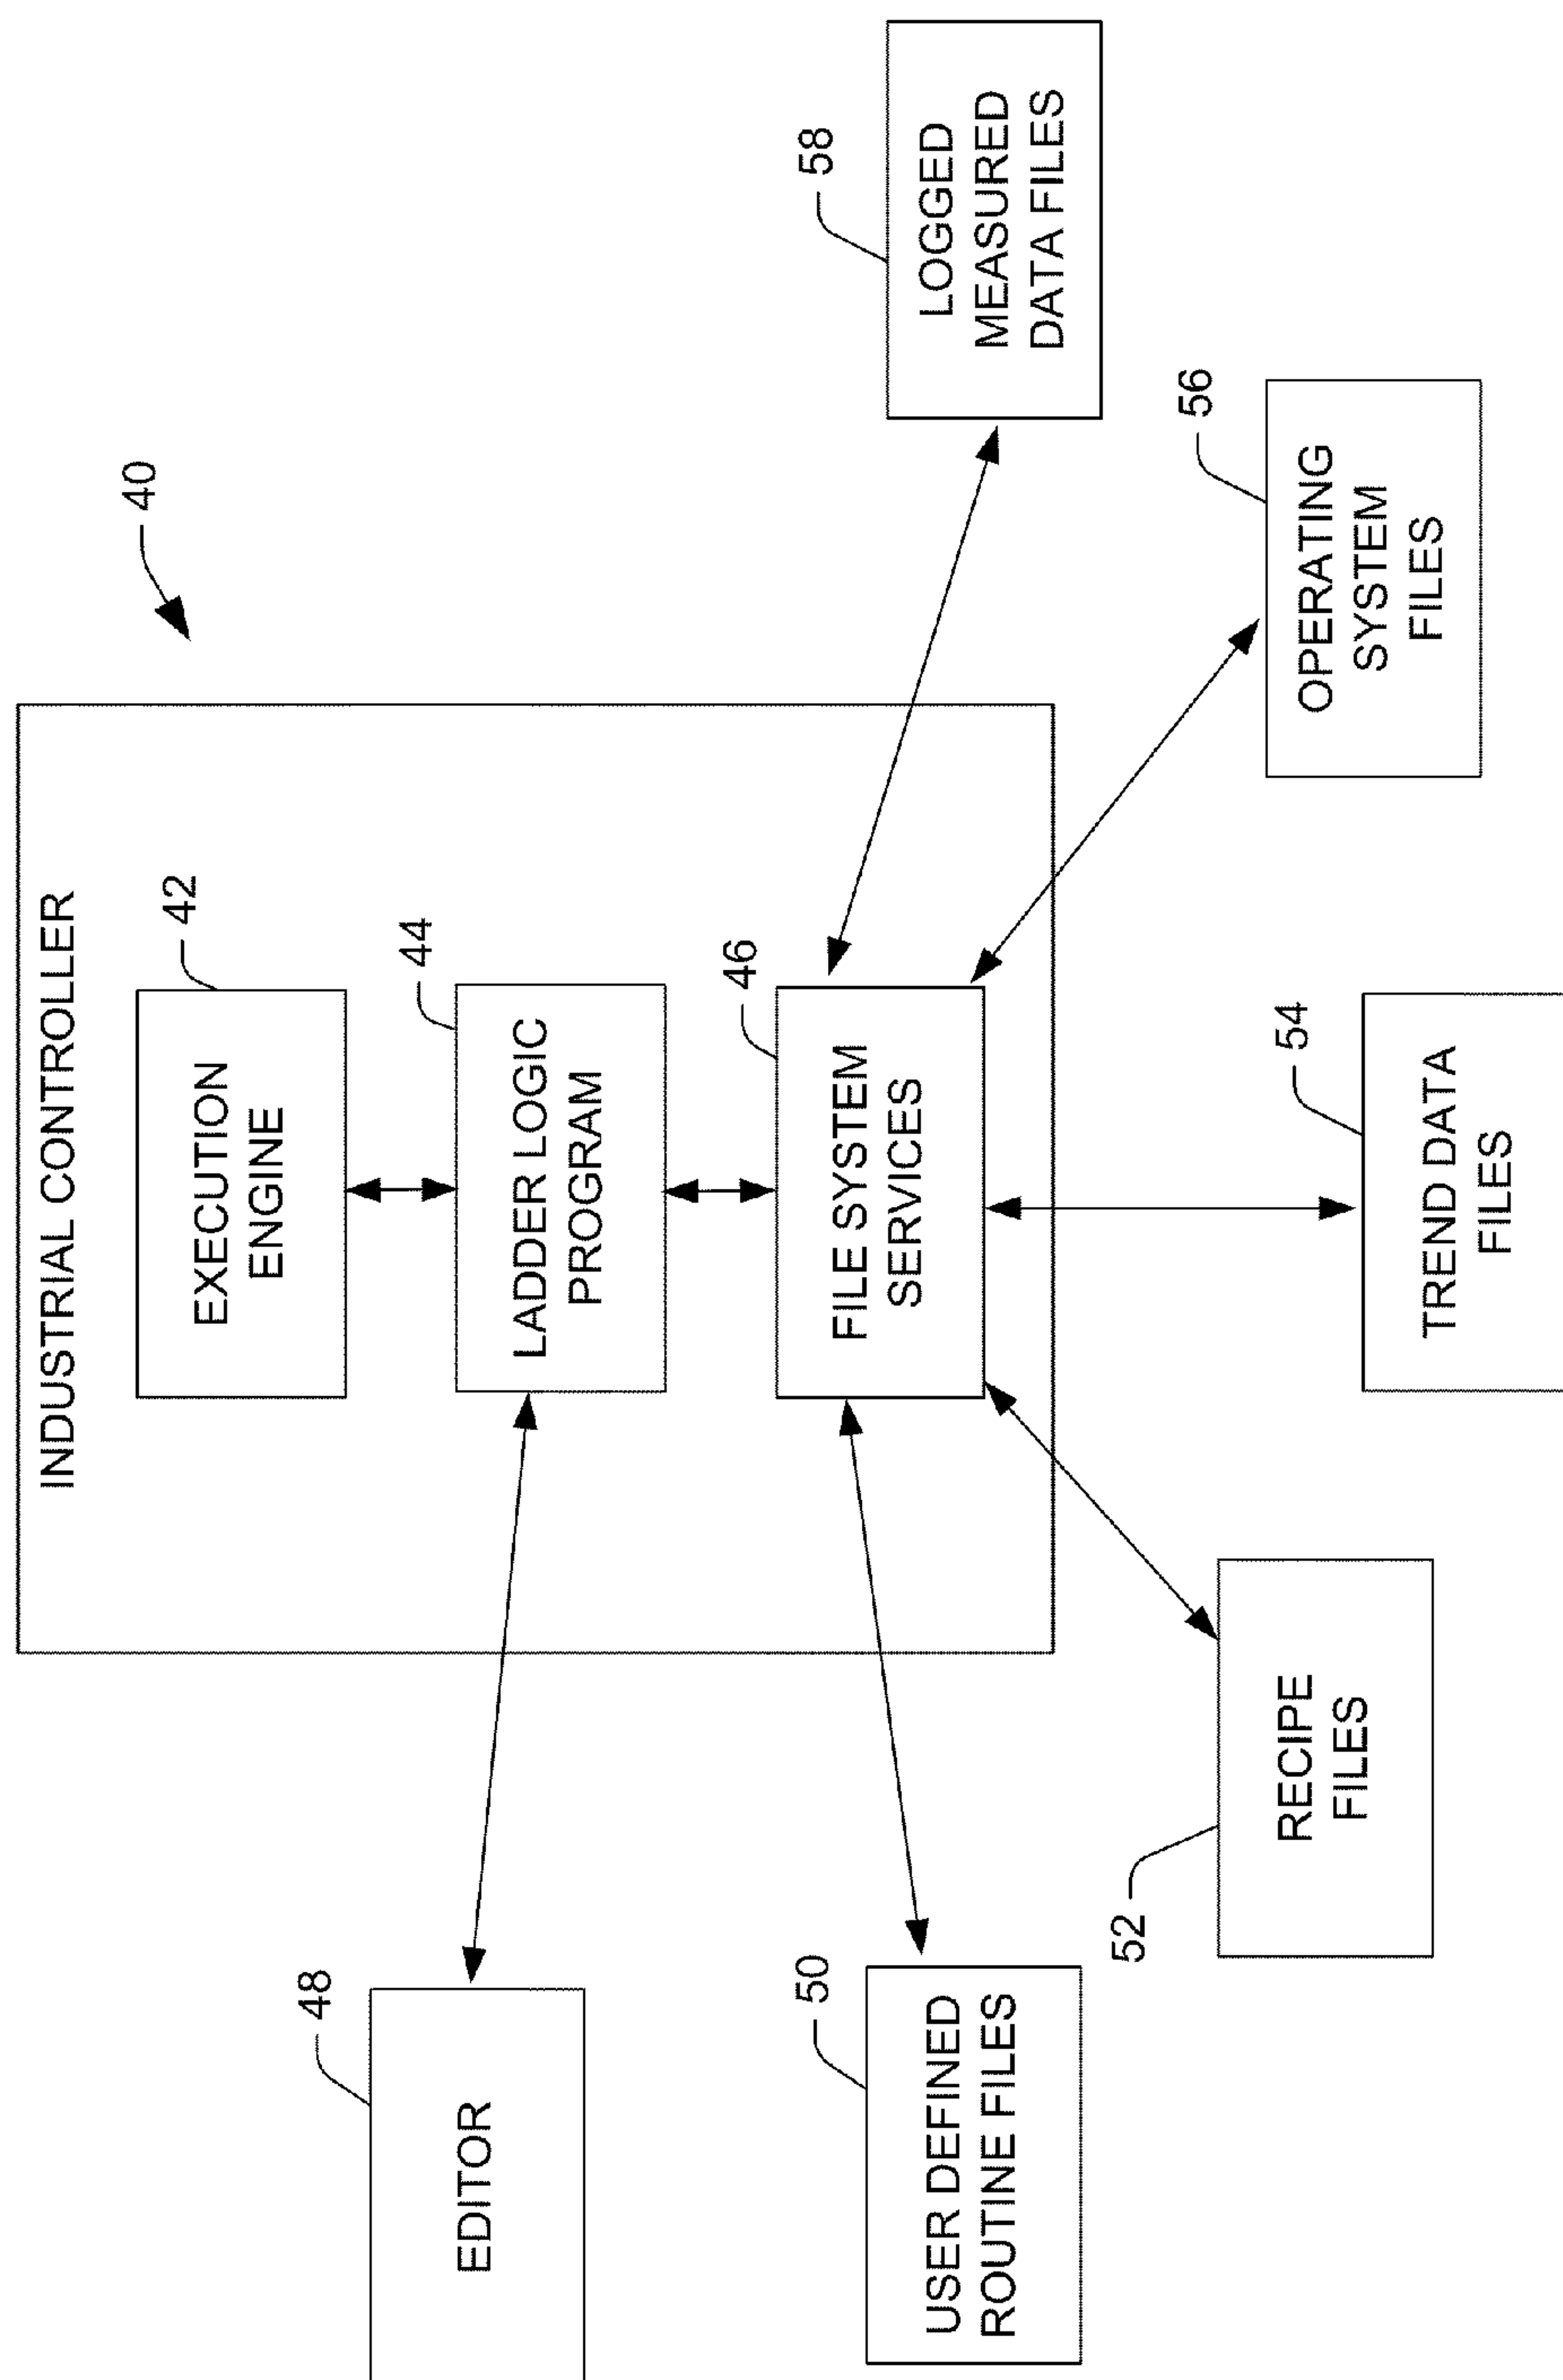 40
INDUSTRIAL CONTROLLER
42
EXECUTION
ENGINE
48
EDITOR
44
LADDER LOGIC
PROGRAM
58
LOGGED
MEASURED
DATA FILES
50
USER DEFINED
ROUTINE FILES
46
FILE SYSTEM
SERVICES
56
OPERATING
SYSTEM
FILES
52
RECIPE
FILES
54
TREND DATA
FILES